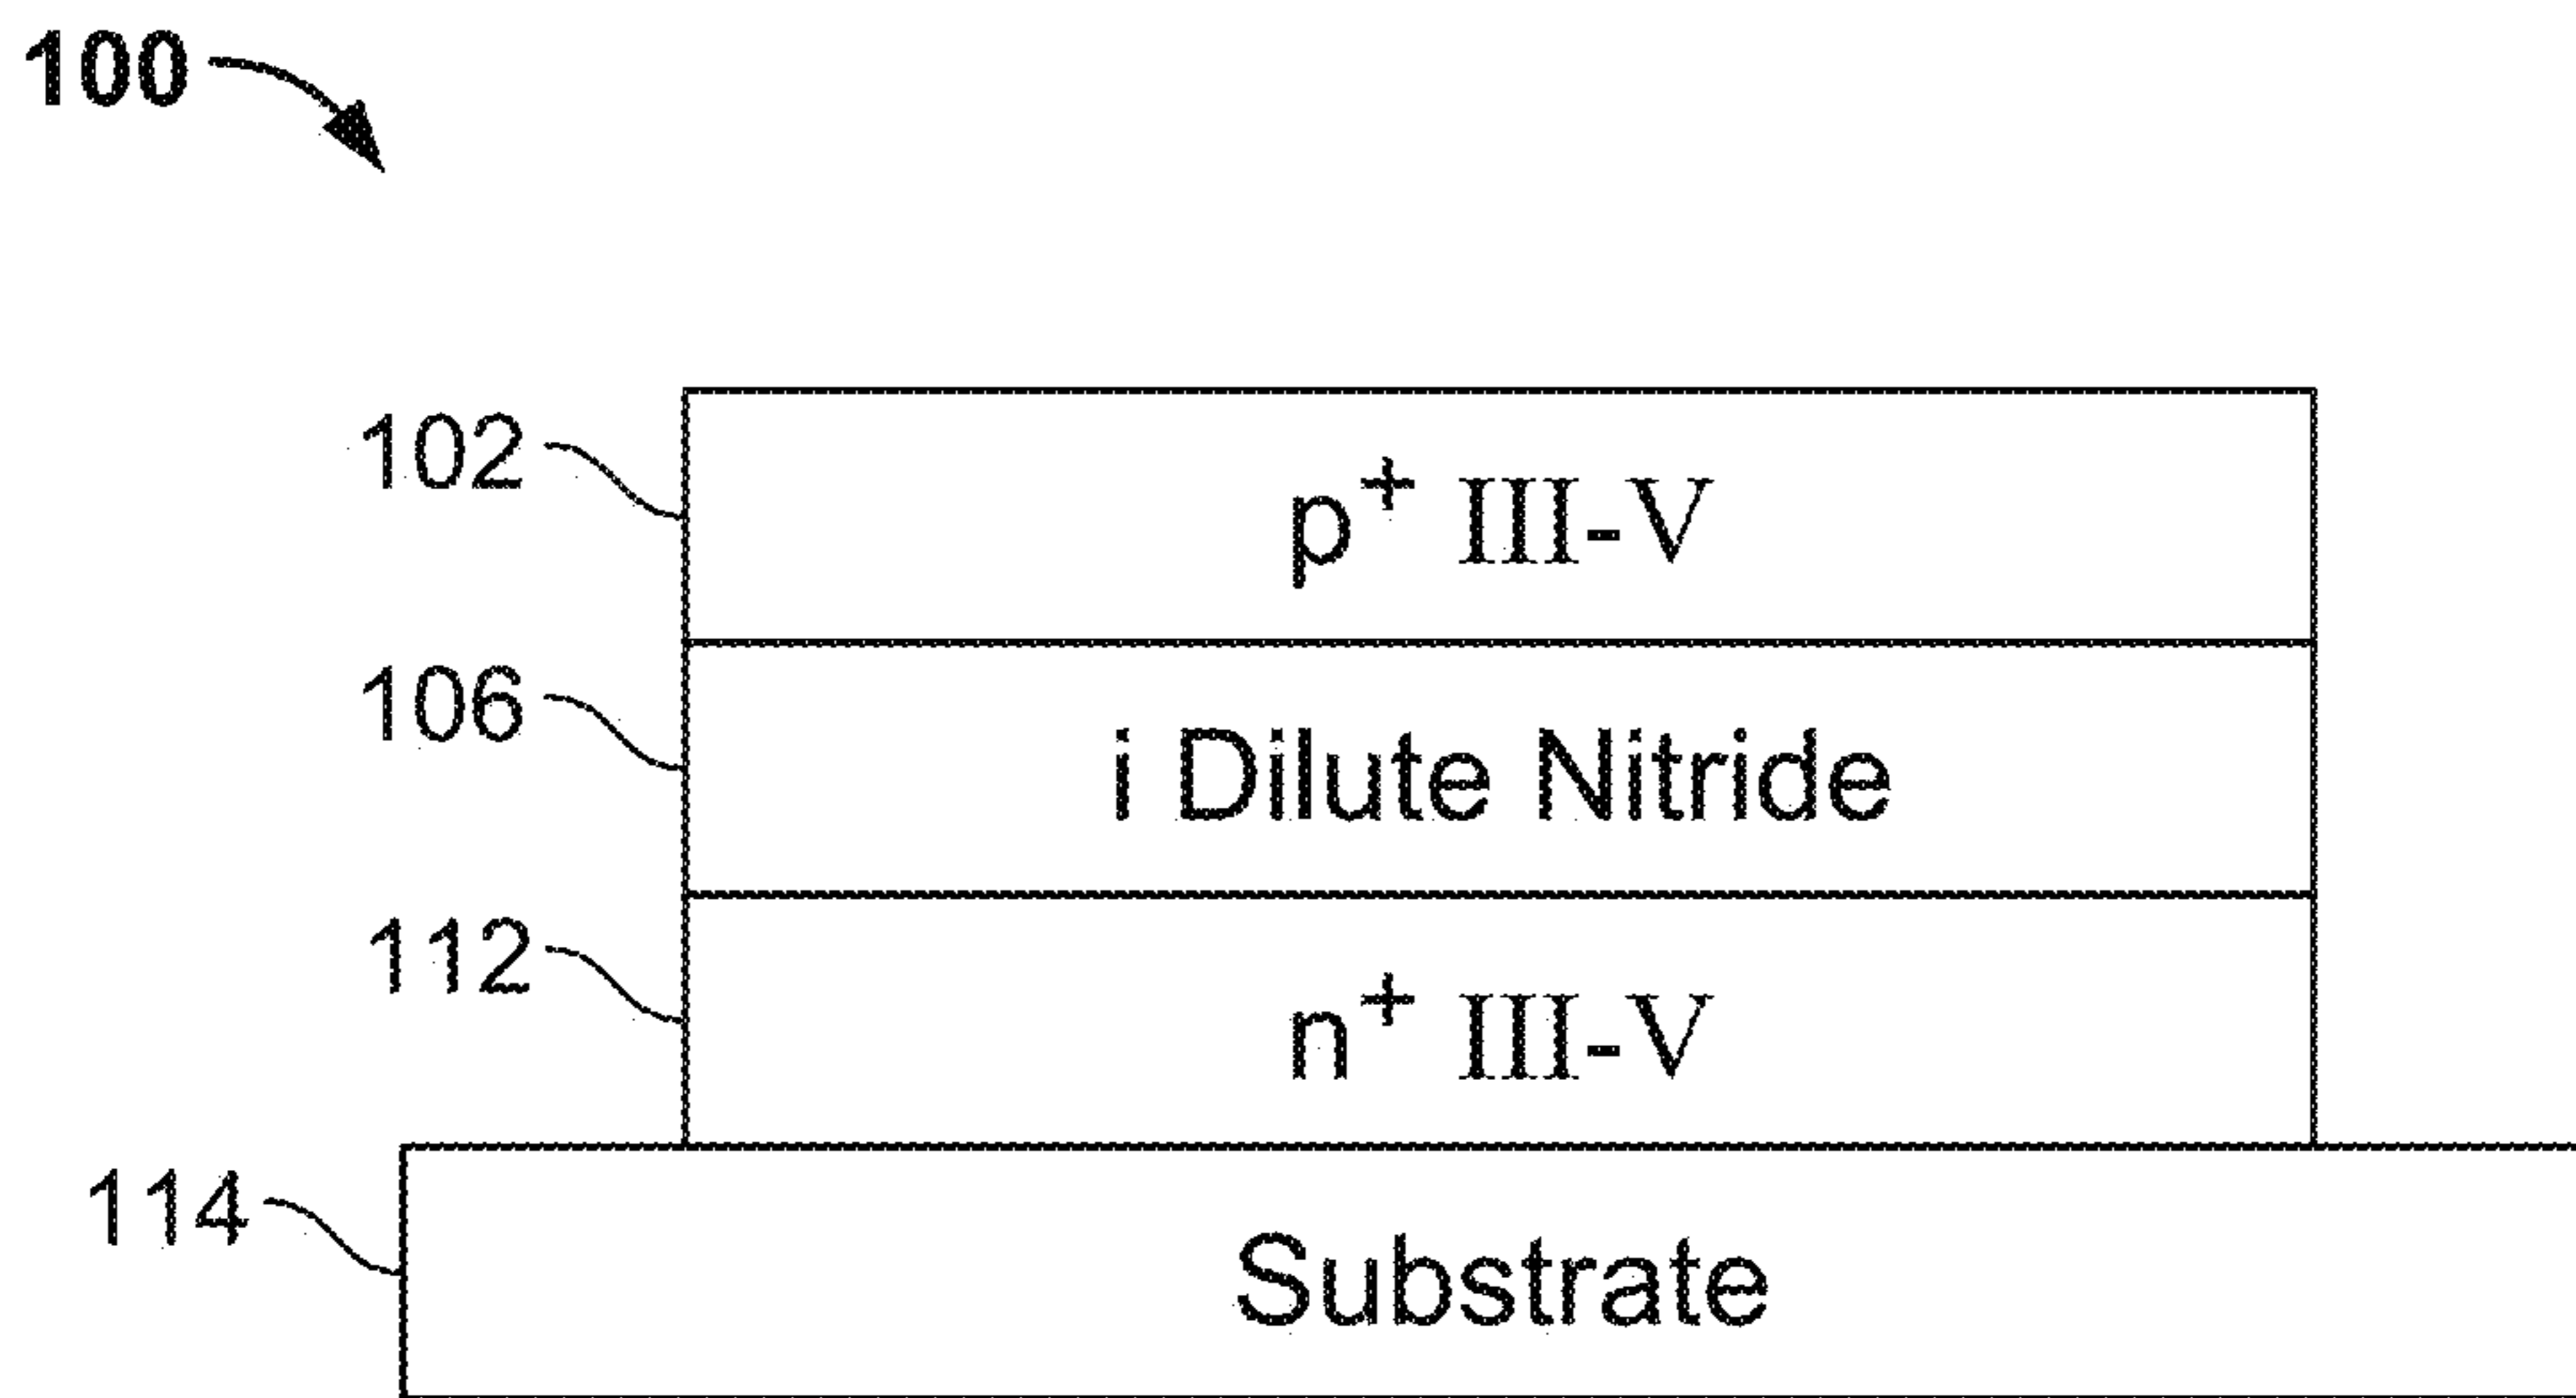 100
102
p⁺ III-V
106
i Dilute Nitride
112
n⁺ III-V
114
Substrate